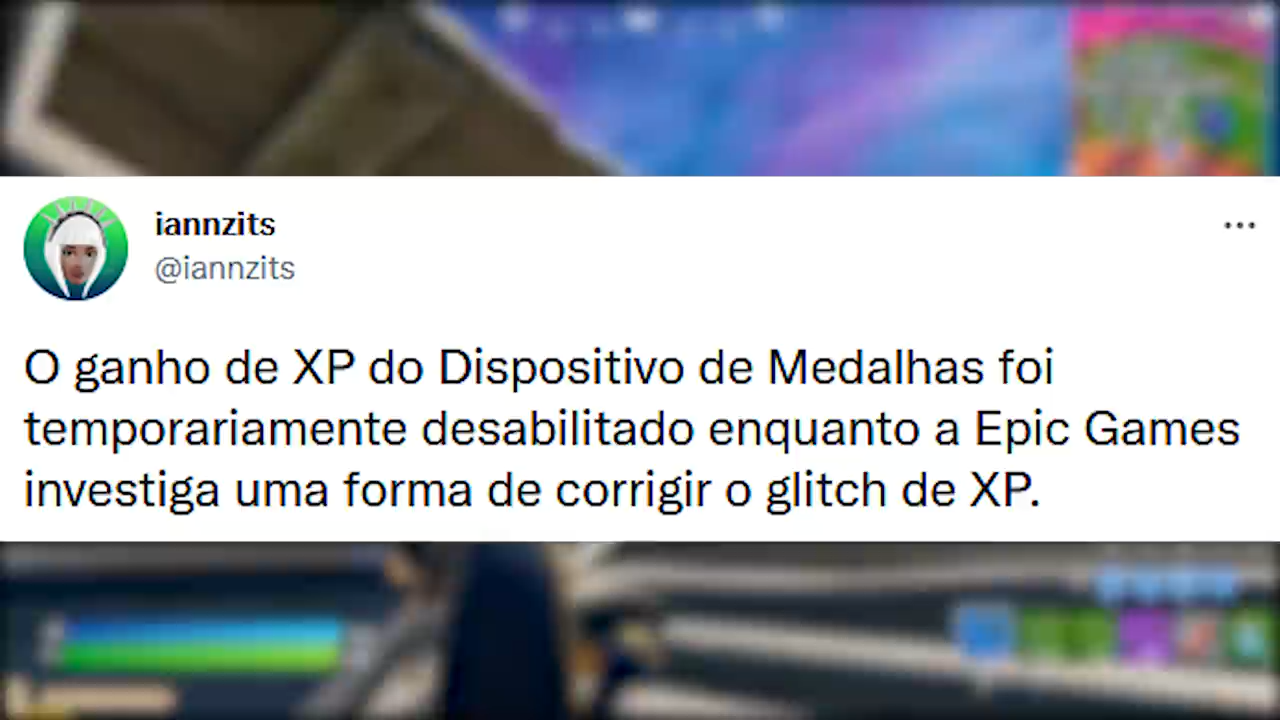 iannzits
@iannzits
O ganho de XP do Dispositivo de Medalhas foi
temporariamente desabilitado enquanto a Epic Games
investiga uma forma de corrigir o glitch de XP.